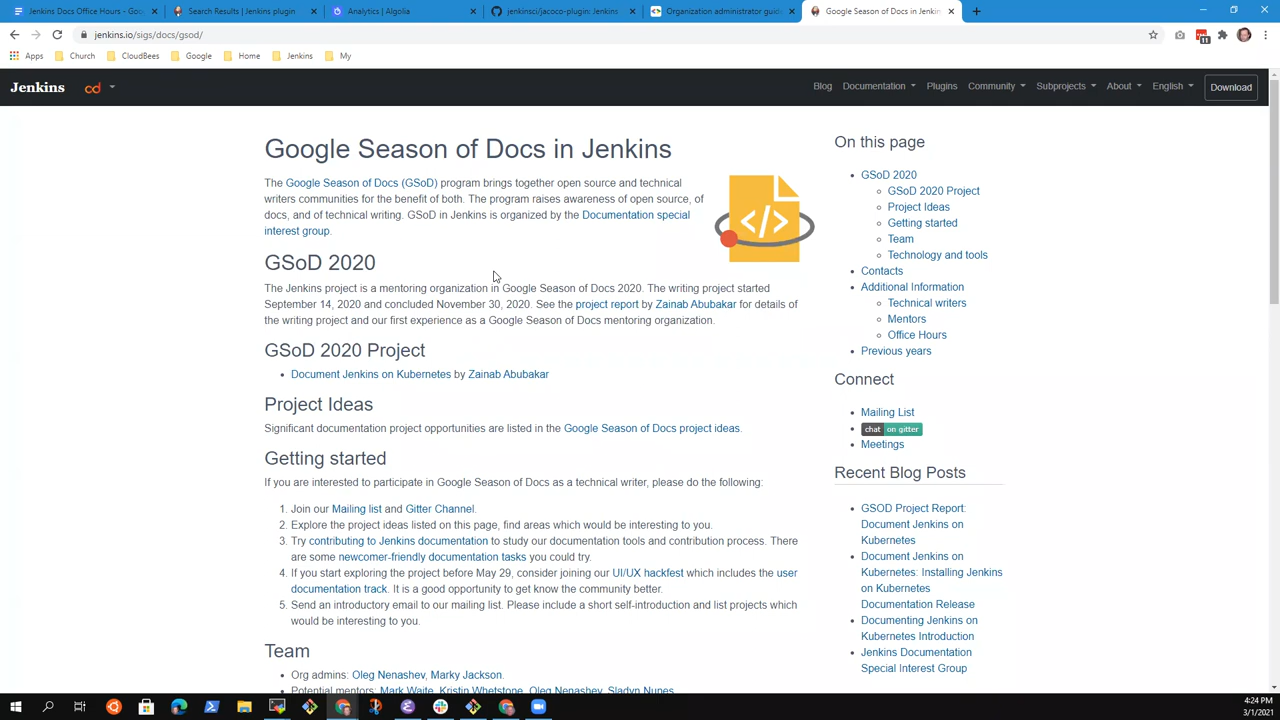 Jenkins Docs Office Hours - Goo
Search Results | Jenkins plugin
Analytics | Algolia
jenkinsci/jacoco-plugin: Jenkins
Organization administrator guid
Google Season of Docs in Jenkin
jenkins.io/sigs/docs/gsod/
11
Apps
Church
CloudBees
Google
Home
Jenkins
My
Jenkins
cd
Blog
Documentation
Plugins
Community
Subprojects
About
English
Download
Google Season of Docs in Jenkins
The Google Season of Docs (GSoD) program brings together open source and technical
writers communities for the benefit of both. The program raises awareness of open source, of
docs, and of technical writing. GSoD in Jenkins is organized by the Documentation special
interest group.
</>
GSoD 2020
The Jenkins project is a mentoring organization in Google Season of Docs 2020. The writing project started
September 14, 2020 and concluded November 30, 2020. See the project report by Zainab Abubakar for details of
the writing project and our first experience as a Google Season of Docs mentoring organization.
GSoD 2020 Project
Document Jenkins on Kubernetes by Zainab Abubakar
Project Ideas
Significant documentation project opportunities are listed in the Google Season of Docs project ideas.
Getting started
If you are interested to participate in Google Season of Docs as a technical writer, please do the following:
1. Join our Mailing list and Gitter Channel.
2. Explore the project ideas listed on this page, find areas which would be interesting to you.
3. Try contributing to Jenkins documentation to study our documentation tools and contribution process. There
are some newcomer-friendly documentation tasks you could try.
4. If you start exploring the project before May 29, consider joining our UI/UX hackfest which includes the user
documentation track. It is a good opportunity to get know the community better.
5. Send an introductory email to our mailing list. Please include a short self-introduction and list projects which
would be interesting to you.
Team
Org admins: Oleg Nenashev, Marky Jackson.
Potential mentors: Mark Waite, Kristin Whetstone, Oleg Nenashev, Sladyn Nunes
On this page
GSoD 2020
GSoD 2020 Project
Project Ideas
Getting started
Team
Technology and tools
Contacts
Additional Information
Technical writers
Mentors
Office Hours
Previous years
Connect
Mailing List
chat on gitter
Meetings
Recent Blog Posts
GSOD Project Report:
Document Jenkins on
Kubernetes
Document Jenkins on
Kubernetes: Installing Jenkins
on Kubernetes
Documentation Release
Documenting Jenkins on
Kubernetes Introduction
Jenkins Documentation
Special Interest Group
4:24 PM
3/1/2021